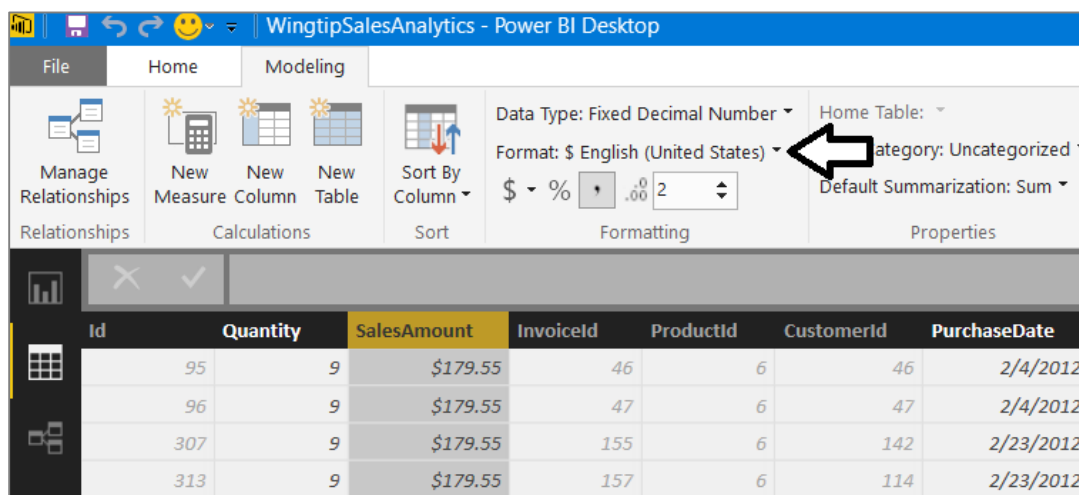 WingtipSalesAnalytics - Power BI Desktop
File Home Modeling
Manage Relationships
New Measure
New Column
New Table
Sort By Column
Data Type: Fixed Decimal Number
Format: $ English (United States)
$ % , .00 2
Home Table:
ategory: Uncategorized
Default Summarization: Sum
Relationships Calculations Sort Formatting Properties
Id Quantity SalesAmount InvoiceId ProductId CustomerId PurchaseDate
95 9 $179.55 46 6 46 2/4/2012
96 9 $179.55 47 6 47 2/4/2012
307 9 $179.55 155 6 142 2/23/2012
313 9 $179.55 157 6 114 2/23/2012